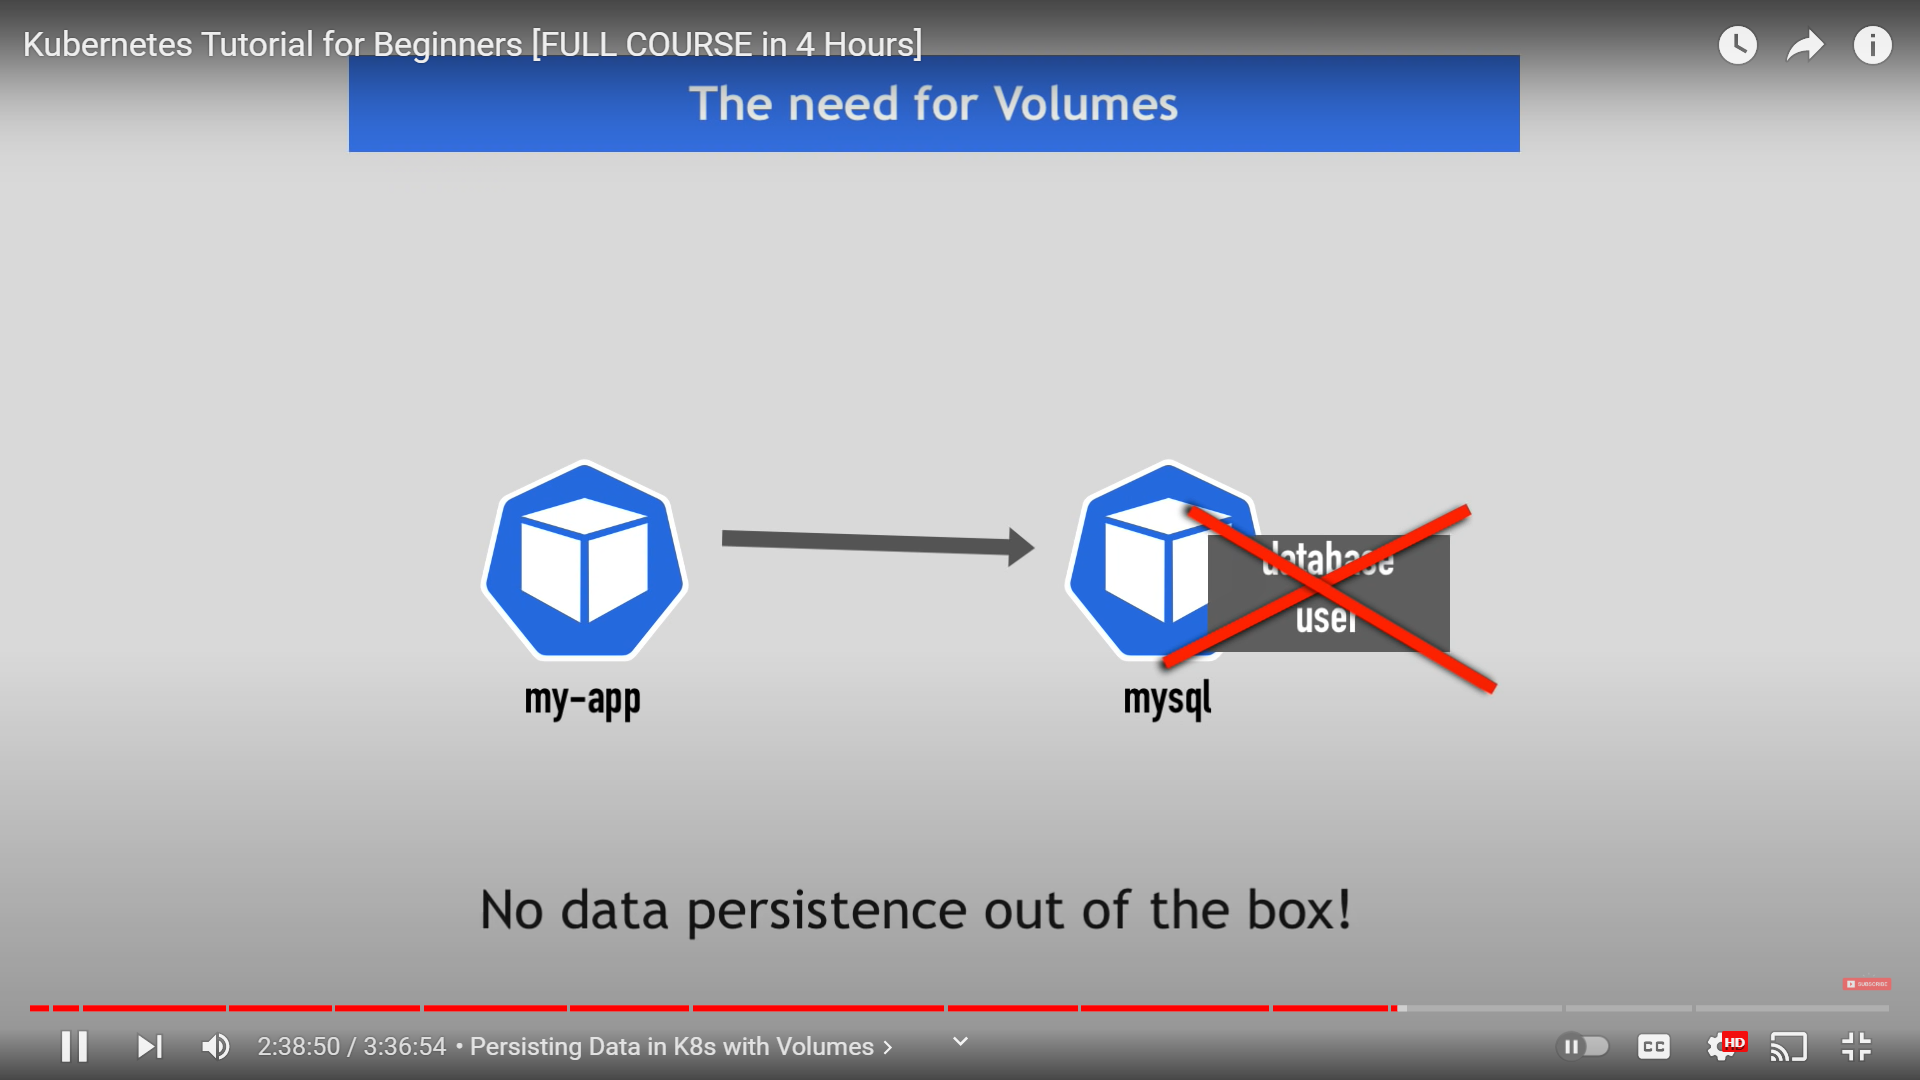 Kubernetes Tutorial for Beginners [FULL COURSE in 4 Hours]
The need for Volumes
database
user
my-app
mysql
No data persistence out of the box!
SUBSCRIBE
2:38:50 / 3:36:54 • Persisting Data in K8s with Volumes
CC
HD